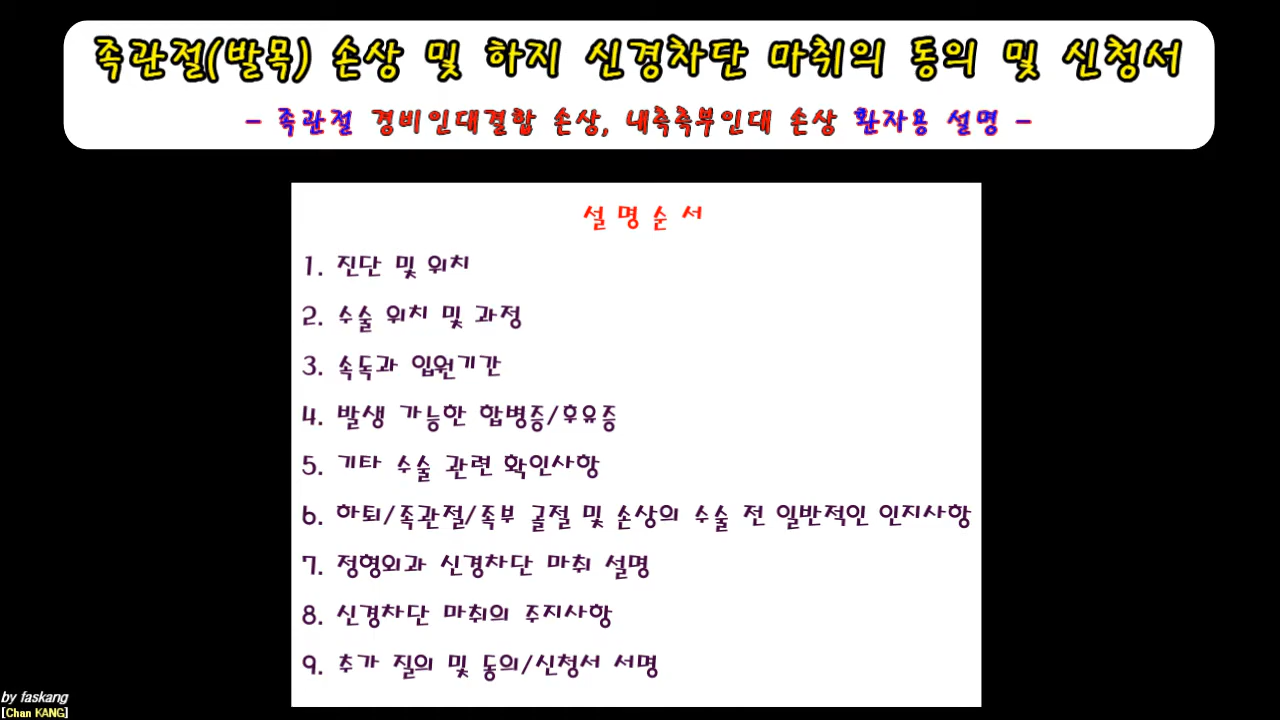 족관절(발목) 손상 및 하지 신경차단 마취의 동의 및 신청서
- 족관절 경비인대결합 손상, 내측측부인대 손상 환자용 설명 -
설 명 순 서
1. 진단 및 위치
2. 수술 위치 및 과정
3. 속독과 입원기간
4. 발생 가능한 합병증/후유증
5. 기타 수술 관련 확인사항
6. 하퇴/족관절/족부 골절 및 손상의 수술 전 일반적인 인지사항
7. 정형외과 신경차단 마취 설명
8. 신경차단 마취의 주지사항
9. 추가 질의 및 동의/신청서 서명
by faskang
[Chan KANG]